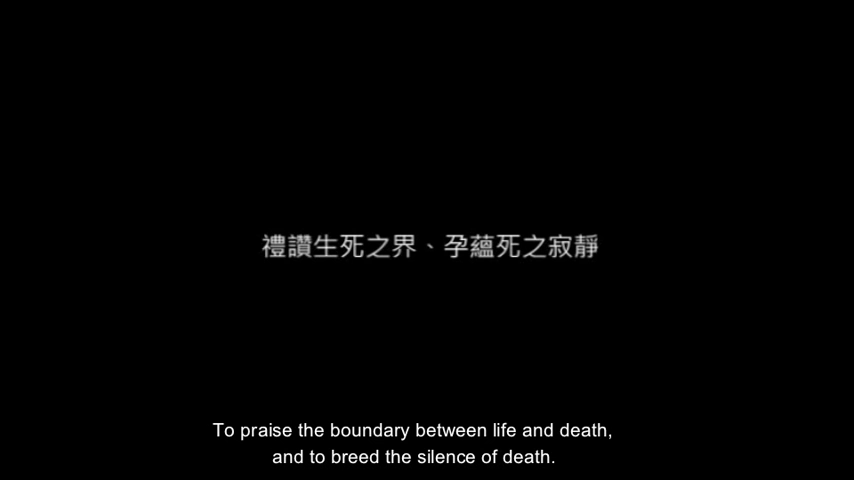 禮讚生死之界、孕蘊死之寂靜
To praise the boundary between life and death,
and to breed the silence of death.